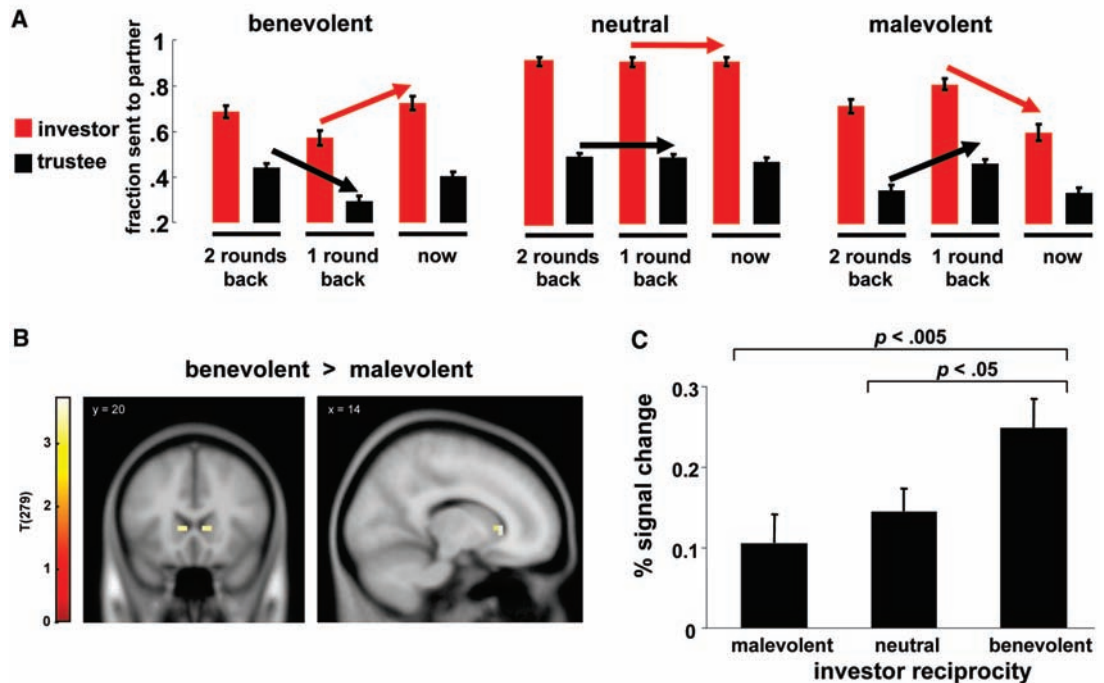 A
benevolent
neutral
malevolent
fraction sent to partner
1
.8
.6
.4
.2
investor
trustee
2 rounds back
1 round back
now
2 rounds back
1 round back
now
2 rounds back
1 round back
now
B
benevolent > malevolent
T(279)
3
2
1
0
y = 20
x = 14
C
p < .005
p < .05
% signal change
0.3
0.2
0.1
0
malevolent
neutral
benevolent
investor reciprocity